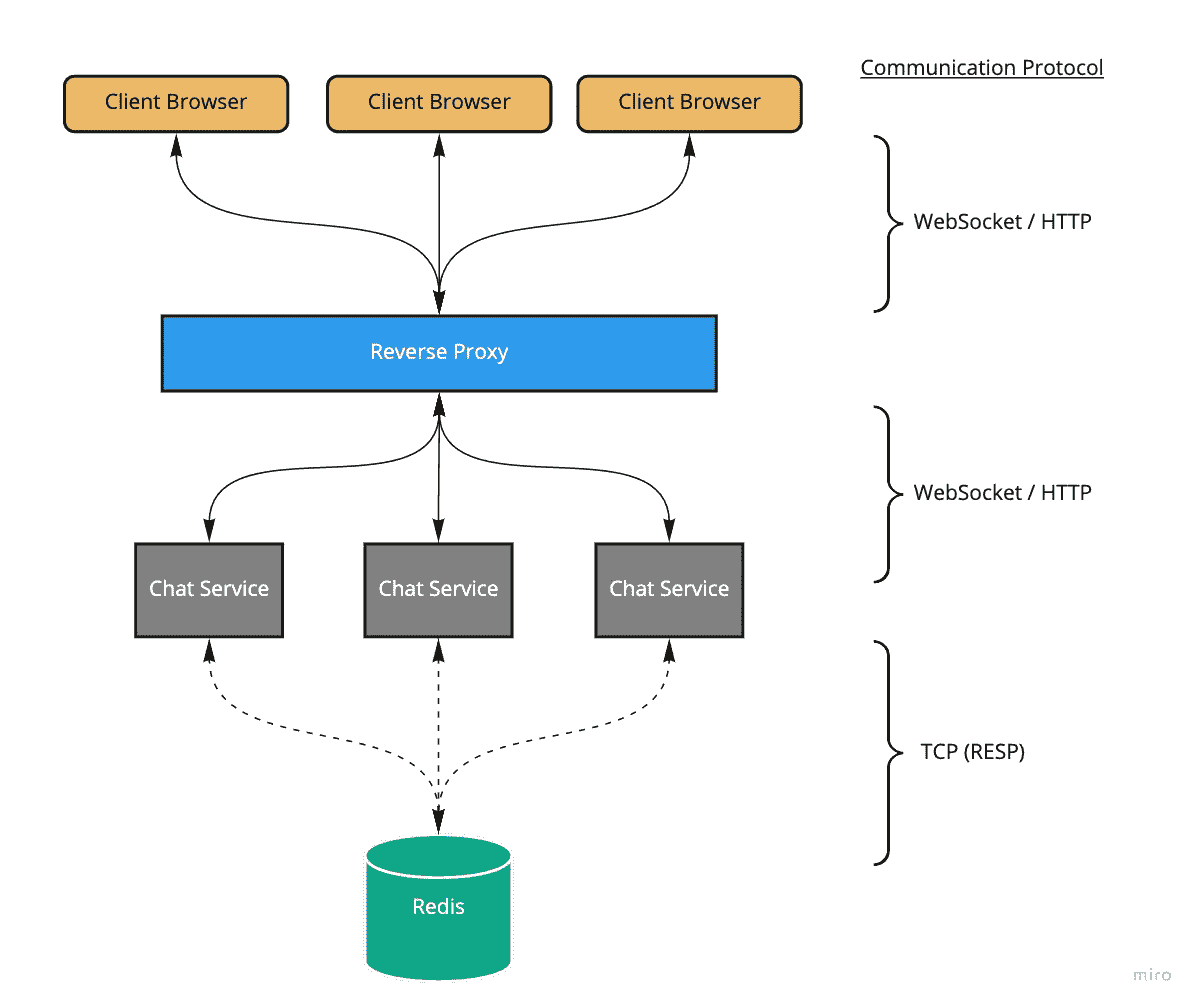 Communication Protocol
Client Browser
Client Browser
Client Browser
WebSocket / HTTP
Reverse Proxy
WebSocket / HTTP
Chat Service
Chat Service
Chat Service
TCP (RESP)
Redis
miro